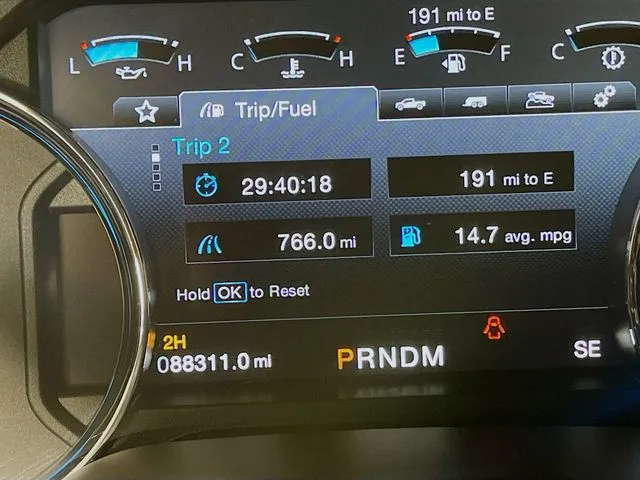 191 mi to E
L H
C H
E F
C
Trip/Fuel
Trip 2
29:40:18
191 mi to E
766.0 mi
14.7 avg. mpg
Hold OK to Reset
2H
088311.0 mi
PRNDM
SE